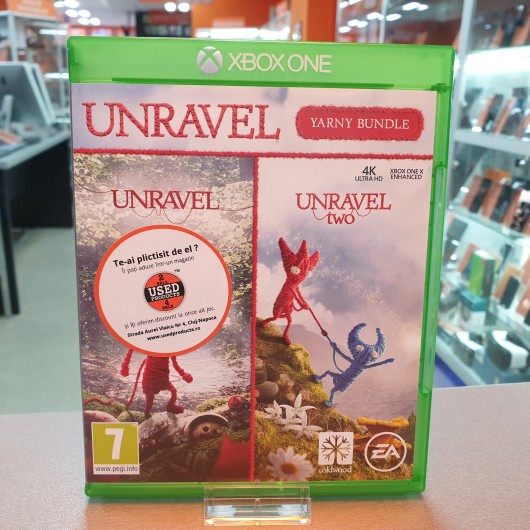 XBOX ONE
UNRAVEL
YARNY BUNDLE
4K
ULTRA HD
XBOX ONE X
ENHANCED
UNRAVEL
UNRAVEL
two
Te-ai plictisit de el ?
Îl poți aduce într-un magazin
USED
PRODUCTS
și îți oferim discount la orice alt joc.
Strada Aurel Vlaicu Nr 4, Cluj-Napoca
www.usedproducts.ro
7
www.pegi.info
coldwood
EA